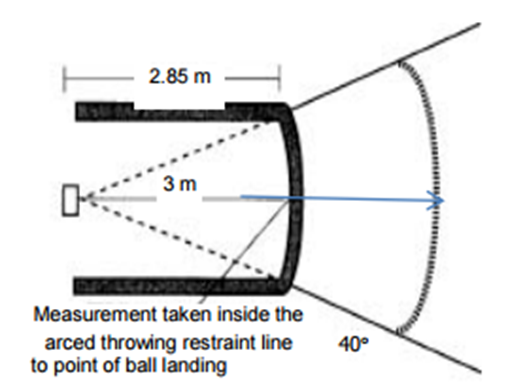 2.85 m
3 m
Measurement taken inside the
arced throwing restraint line
to point of ball landing
40°